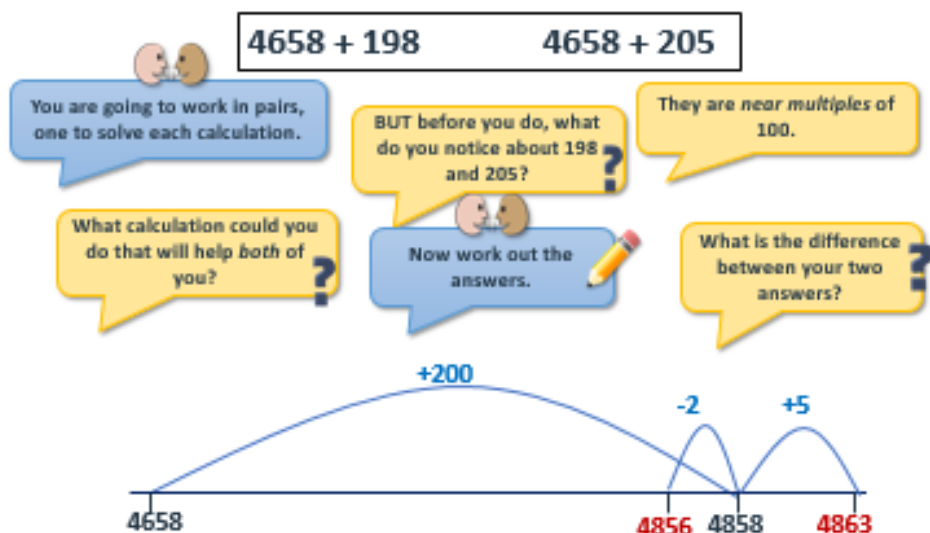 4658 + 198 4658 + 205
You are going to work in pairs,
one to solve each calculation.
BUT before you do, what
do you notice about 198
and 205?
?
They are near multiples of
100.
What calculation could you
do that will help both of
you?
?
Now work out the
answers.
What is the difference
between your two
answers?
?
+200
-2
+5
4658
4856
4858
4863